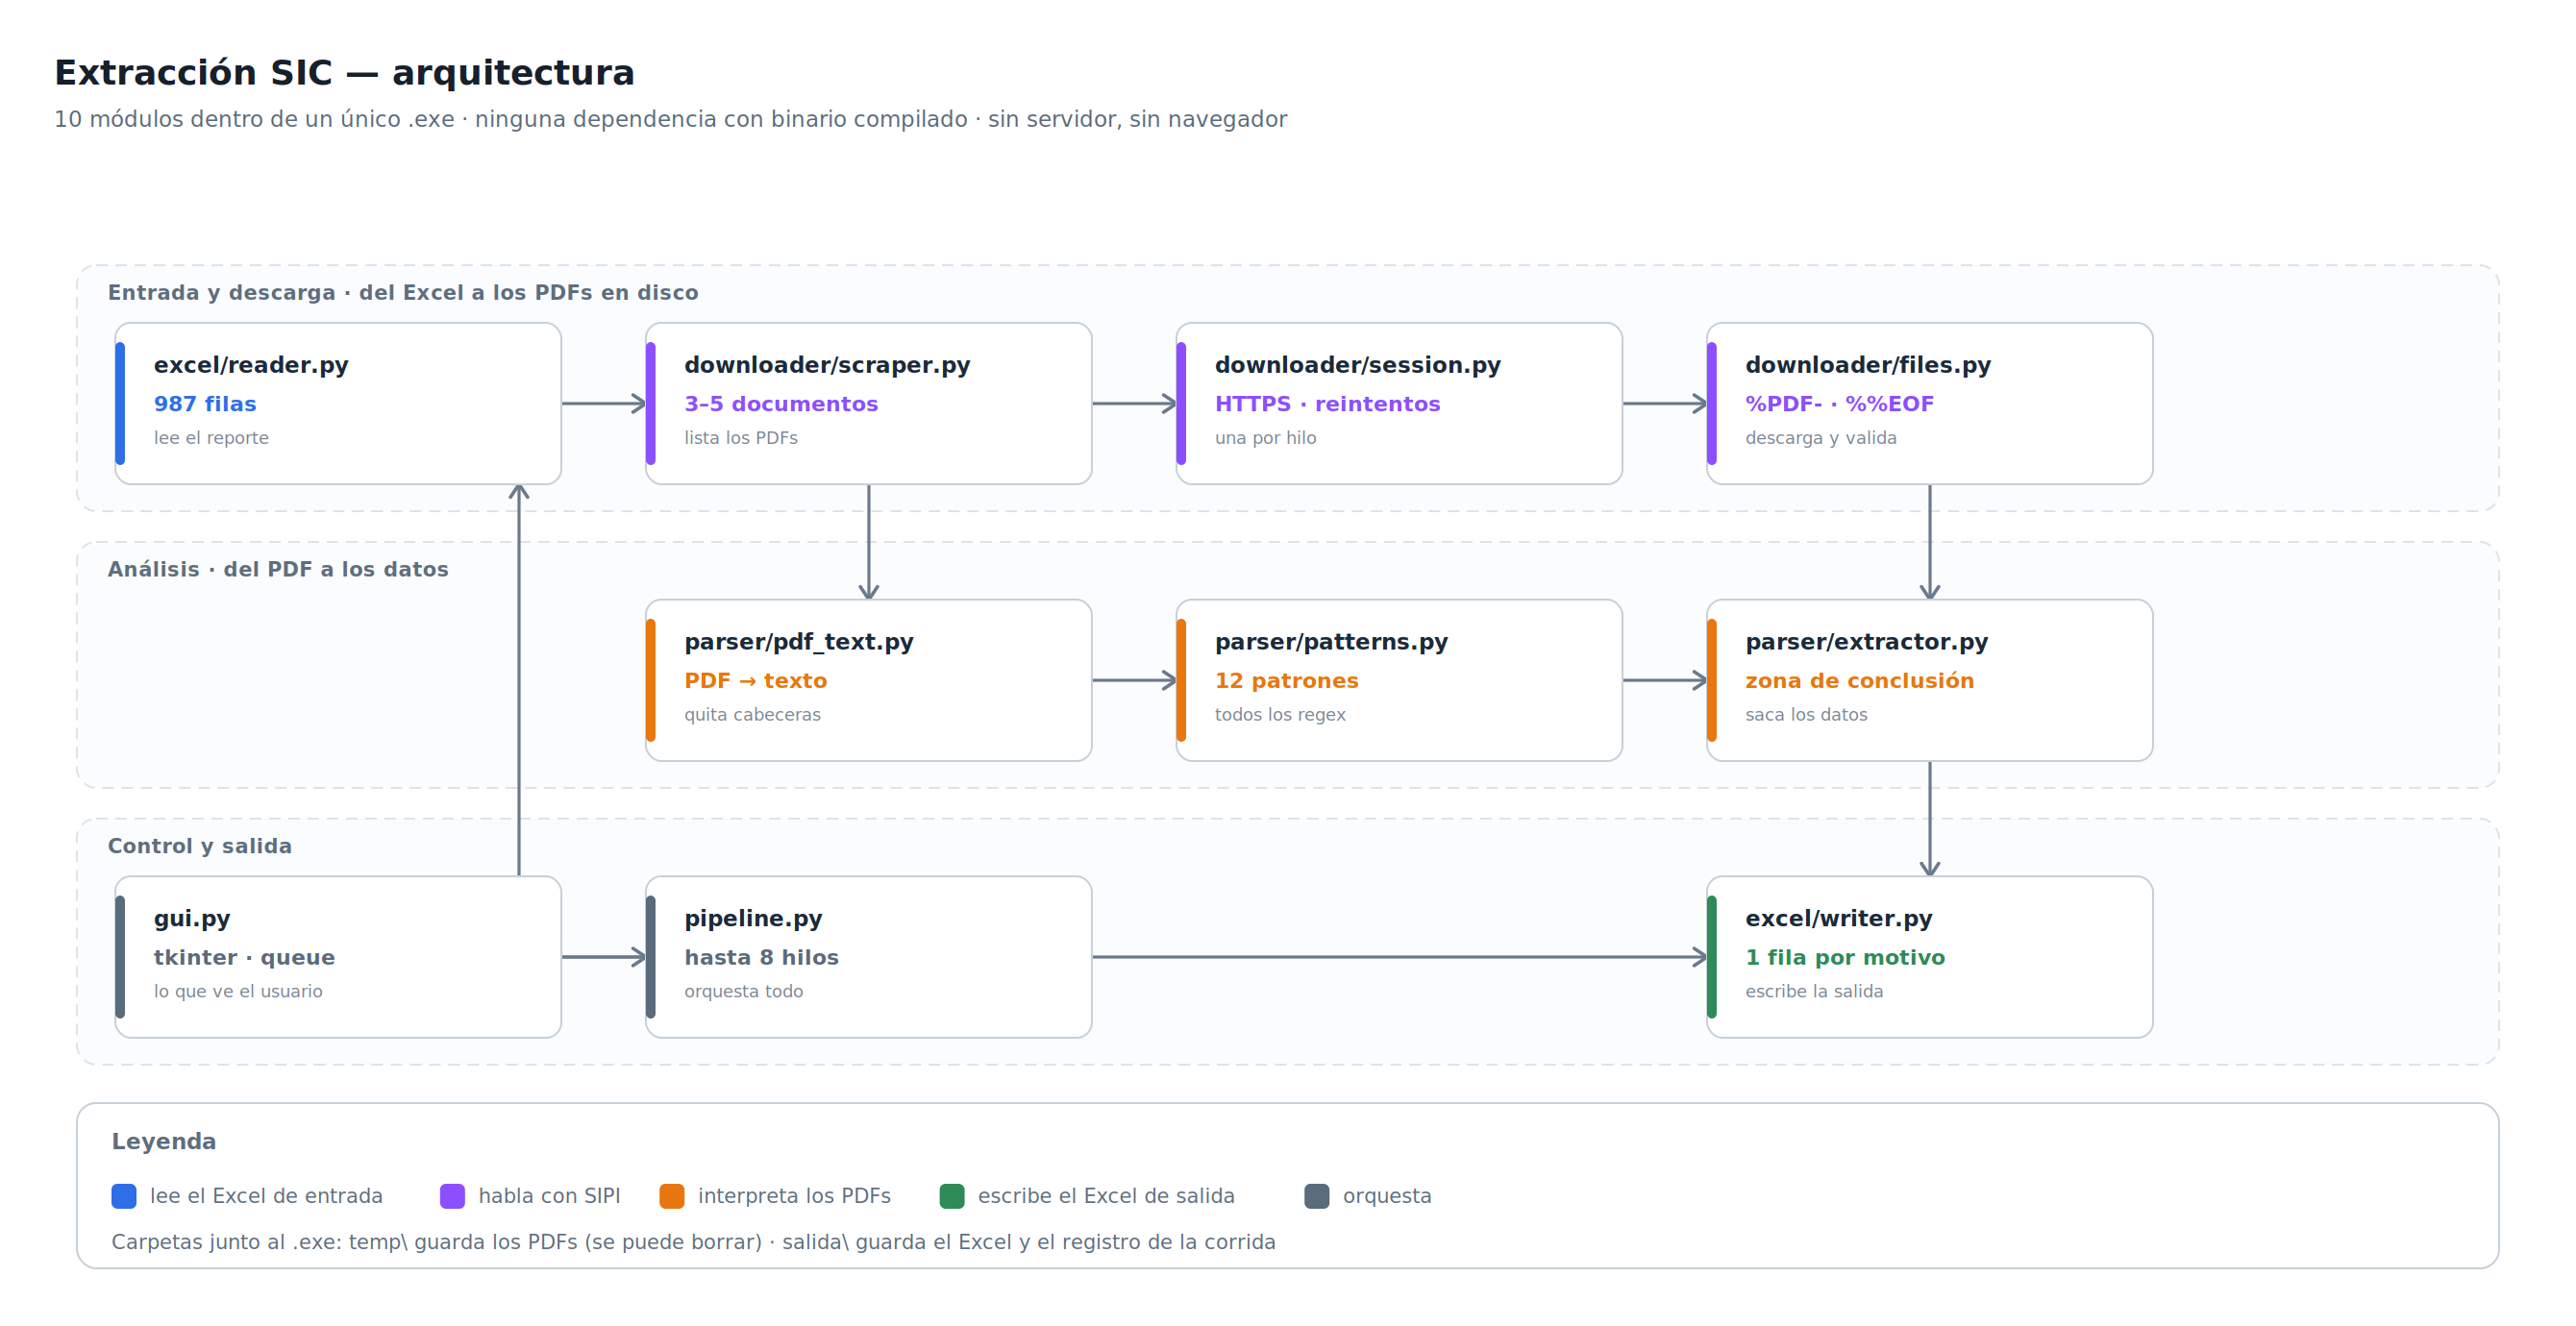 Extracción SIC — arquitectura
10 módulos dentro de un único .exe · ninguna dependencia con binario compilado · sin servidor, sin navegador
Entrada y descarga · del Excel a los PDFs en disco
excel/reader.py
987 filas
lee el reporte
downloader/scraper.py
3–5 documentos
lista los PDFs
downloader/session.py
HTTPS · reintentos
una por hilo
downloader/files.py
%PDF- · %%EOF
descarga y valida
Análisis · del PDF a los datos
parser/pdf_text.py
PDF → texto
quita cabeceras
parser/patterns.py
12 patrones
todos los regex
parser/extractor.py
zona de conclusión
saca los datos
Control y salida
gui.py
tkinter · queue
lo que ve el usuario
pipeline.py
hasta 8 hilos
orquesta todo
excel/writer.py
1 fila por motivo
escribe la salida
Leyenda
lee el Excel de entrada
habla con SIPI
interpreta los PDFs
escribe el Excel de salida
orquesta
Carpetas junto al .exe: temp\ guarda los PDFs (se puede borrar) · salida\ guarda el Excel y el registro de la corrida